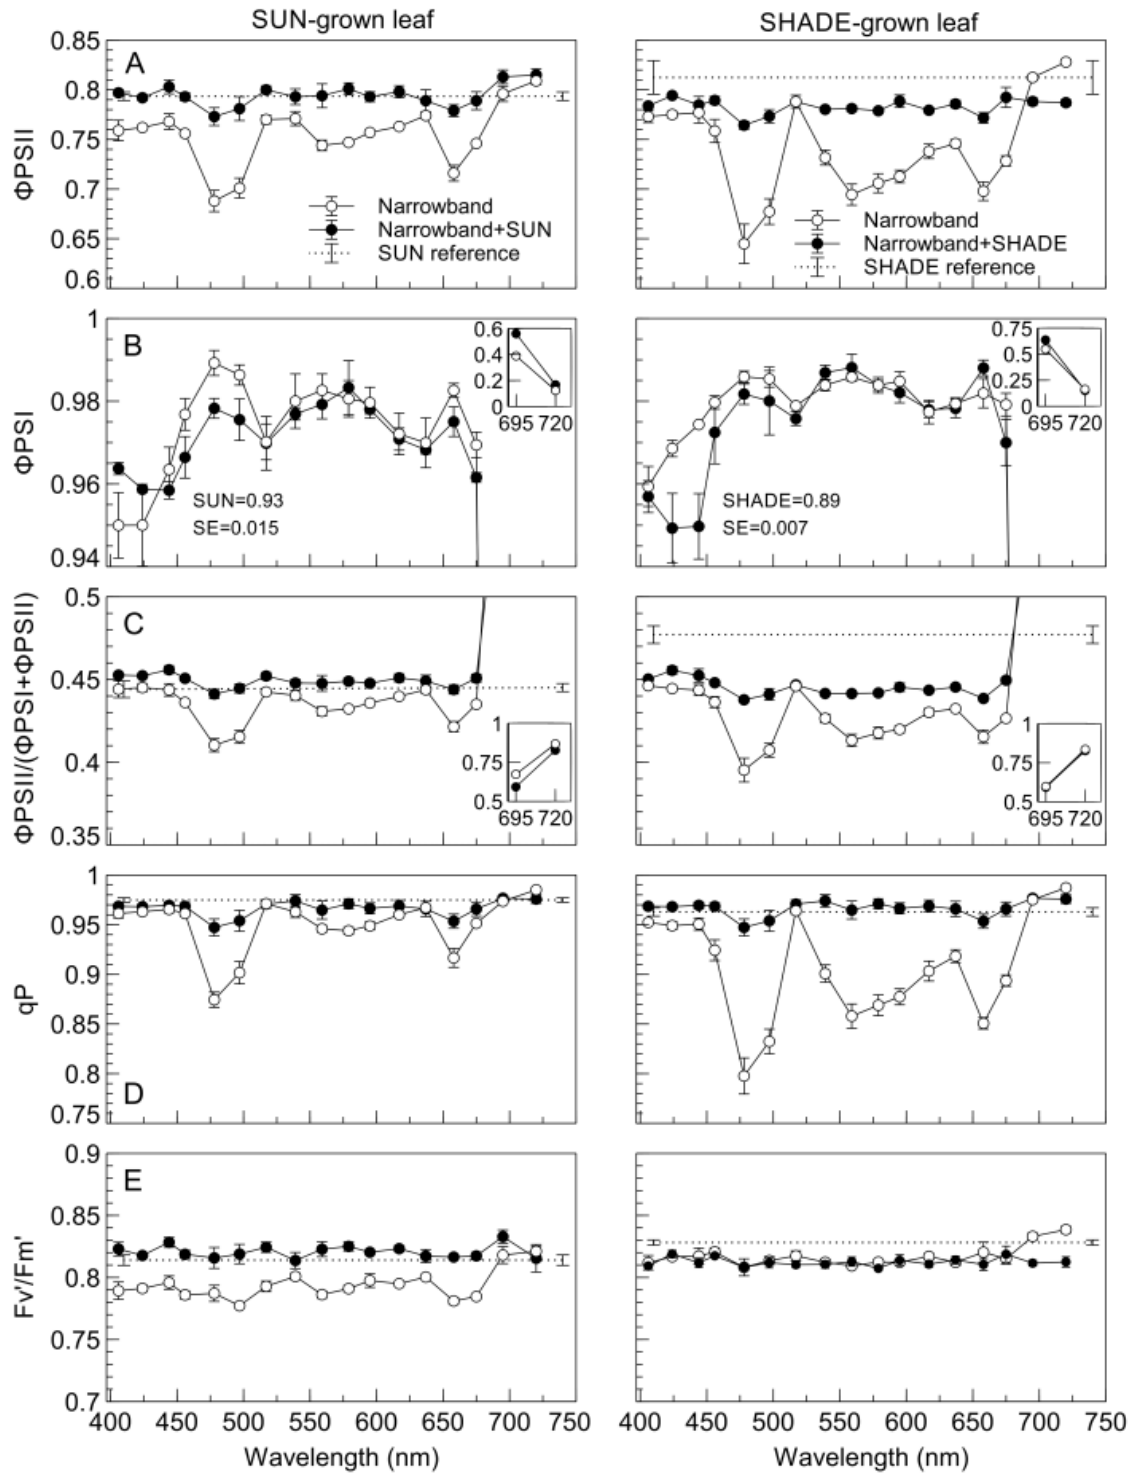 SUN-grown leaf
SHADE-grown leaf
A
0.85
0.8
0.75
0.7
0.65
0.6
ΦPSII
Narrowband
Narrowband+SUN
SUN reference
Narrowband
Narrowband+SHADE
SHADE reference
B
1
0.98
0.96
0.94
ΦPSI
0.6
0.4
0.2
0
695 720
SUN=0.93
SE=0.015
0.75
0.5
0.25
0
695 720
SHADE=0.89
SE=0.007
C
0.5
0.45
0.4
0.35
ΦPSII/(ΦPSI+ΦPSII)
1
0.75
0.5
695 720
1
0.75
0.5
695 720
1
0.95
0.9
0.85
0.8
0.75
qP
D
E
0.9
0.85
0.8
0.75
0.7
Fv'/Fm'
400 450 500 550 600 650 700 750
400 450 500 550 600 650 700 750
Wavelength (nm)
Wavelength (nm)